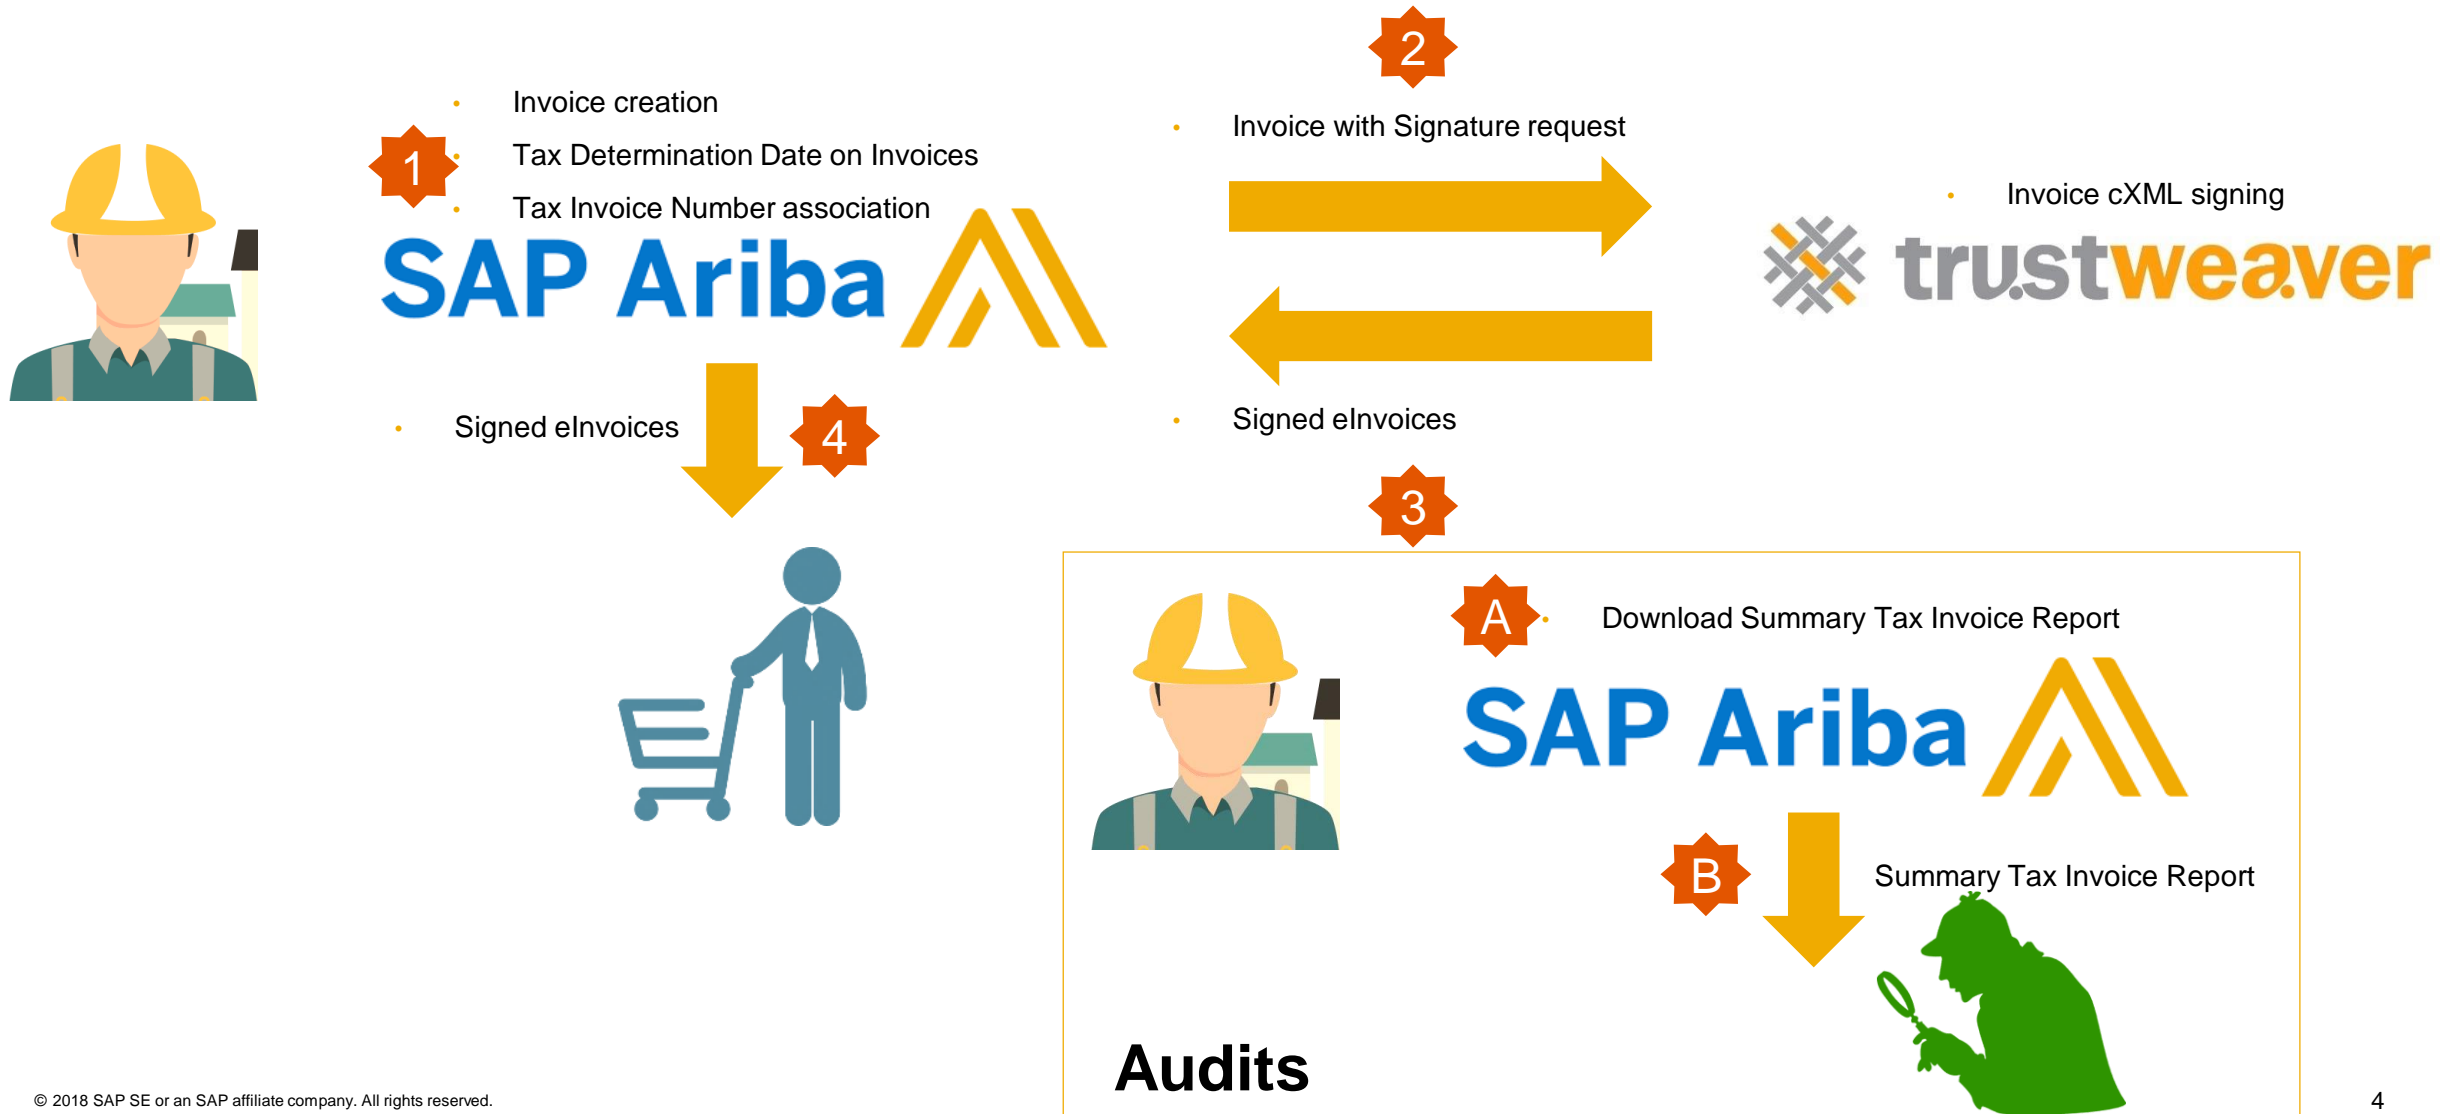 2
• Invoice creation
• Invoice with Signature request
1
• Tax Determination Date on Invoices
• Tax Invoice Number association
• Invoice cXML signing
SAP Ariba
trustweaver
• Signed eInvoices
4
• Signed eInvoices
3
A
• Download Summary Tax Invoice Report
SAP Ariba
B
Summary Tax Invoice Report
Audits
© 2018 SAP SE or an SAP affiliate company. All rights reserved.
4